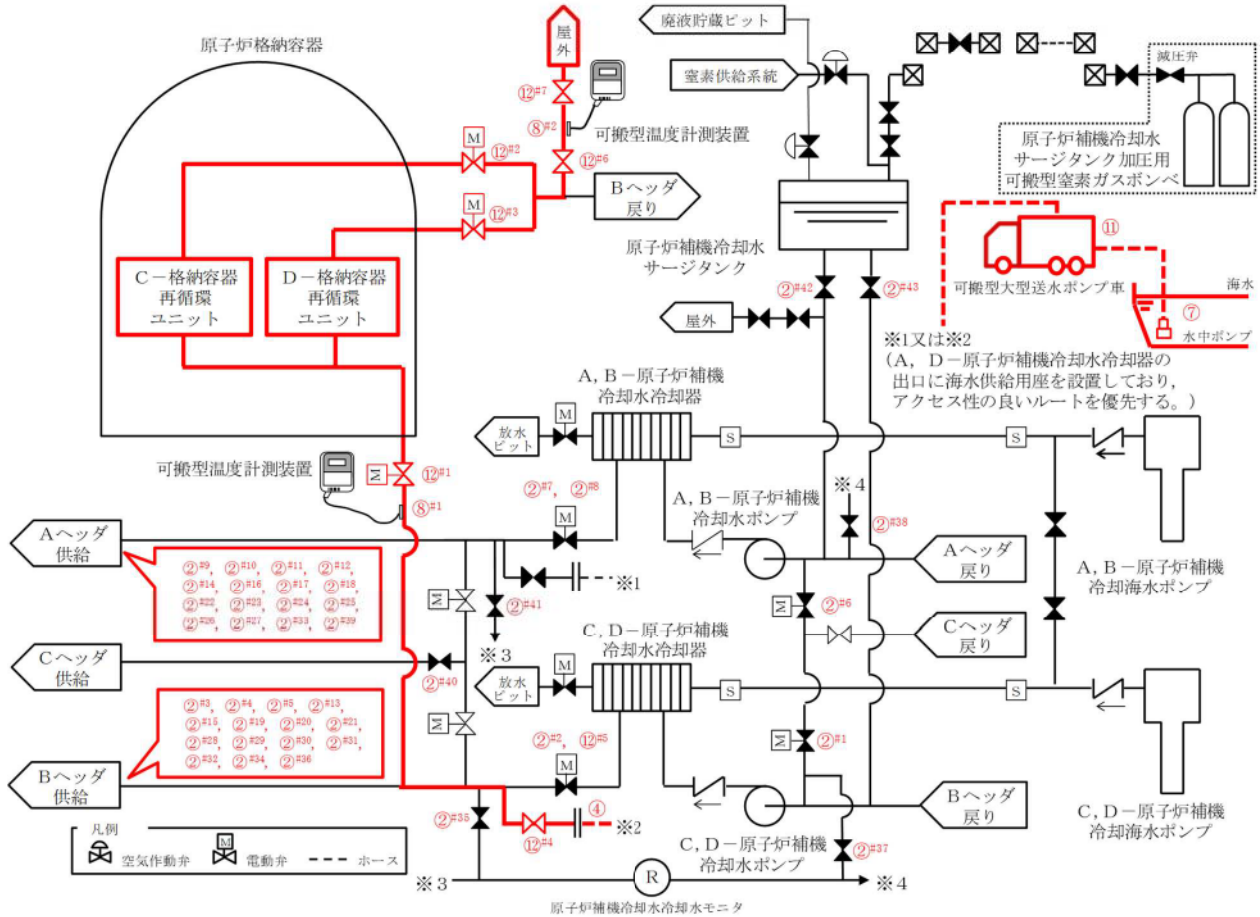 原子炉格納容器
屋外
⑫#7
⑧#2
可搬型温度計測装置
M
⑫#2
⑫#6
M
⑫#3
Bヘッダ
戻り
C-格納容器
再循環
ユニット
D-格納容器
再循環
ユニット
可搬型温度計測装置
M
⑫#1
⑧#1
廃液貯蔵ピット
窒素供給系統
減圧弁
原子炉補機冷却水
サージタンク加圧用
可搬型窒素ガスボンベ
原子炉補機冷却水
サージタンク
②#42
②#43
屋外
⑪
可搬型大型送水ポンプ車
海水
⑦
水中ポンプ
※1又は※2
(A, D-原子炉補機冷却水冷却器の
出口に海水供給用座を設置しており,
アクセス性の良いルートを優先する。)
A, B-原子炉補機
冷却水冷却器
放水
ピット
M
S
S
②#7, ②#8
M
A, B-原子炉補機
冷却水ポンプ
※4
②#38
Aヘッダ
供給
②#9, ②#10, ②#11, ②#12,
②#14, ②#16, ②#17, ②#18,
②#22, ②#23, ②#24, ②#25,
②#26, ②#27, ②#33, ②#39
※1
M
②#41
※3
Aヘッダ
戻り
M
②#6
A, B-原子炉補機
冷却海水ポンプ
Cヘッダ
戻り
Cヘッダ
供給
②#40
C, D-原子炉補機
冷却水冷却器
放水
ピット
M
S
S
②#3, ②#4, ②#5, ②#13,
②#15, ②#19, ②#20, ②#21,
②#28, ②#29, ②#30, ②#31,
②#32, ②#34, ②#36
M
②#2, ⑫#5
M
M
②#1
Bヘッダ
供給
Bヘッダ
戻り
C, D-原子炉補機
冷却海水ポンプ
②#35
⑫#4
④
※2
C, D-原子炉補機
冷却水ポンプ
②#37
凡例
空気作動弁
M
電動弁
ホース
※3
R
※4
原子炉補機冷却水冷却水モニタ